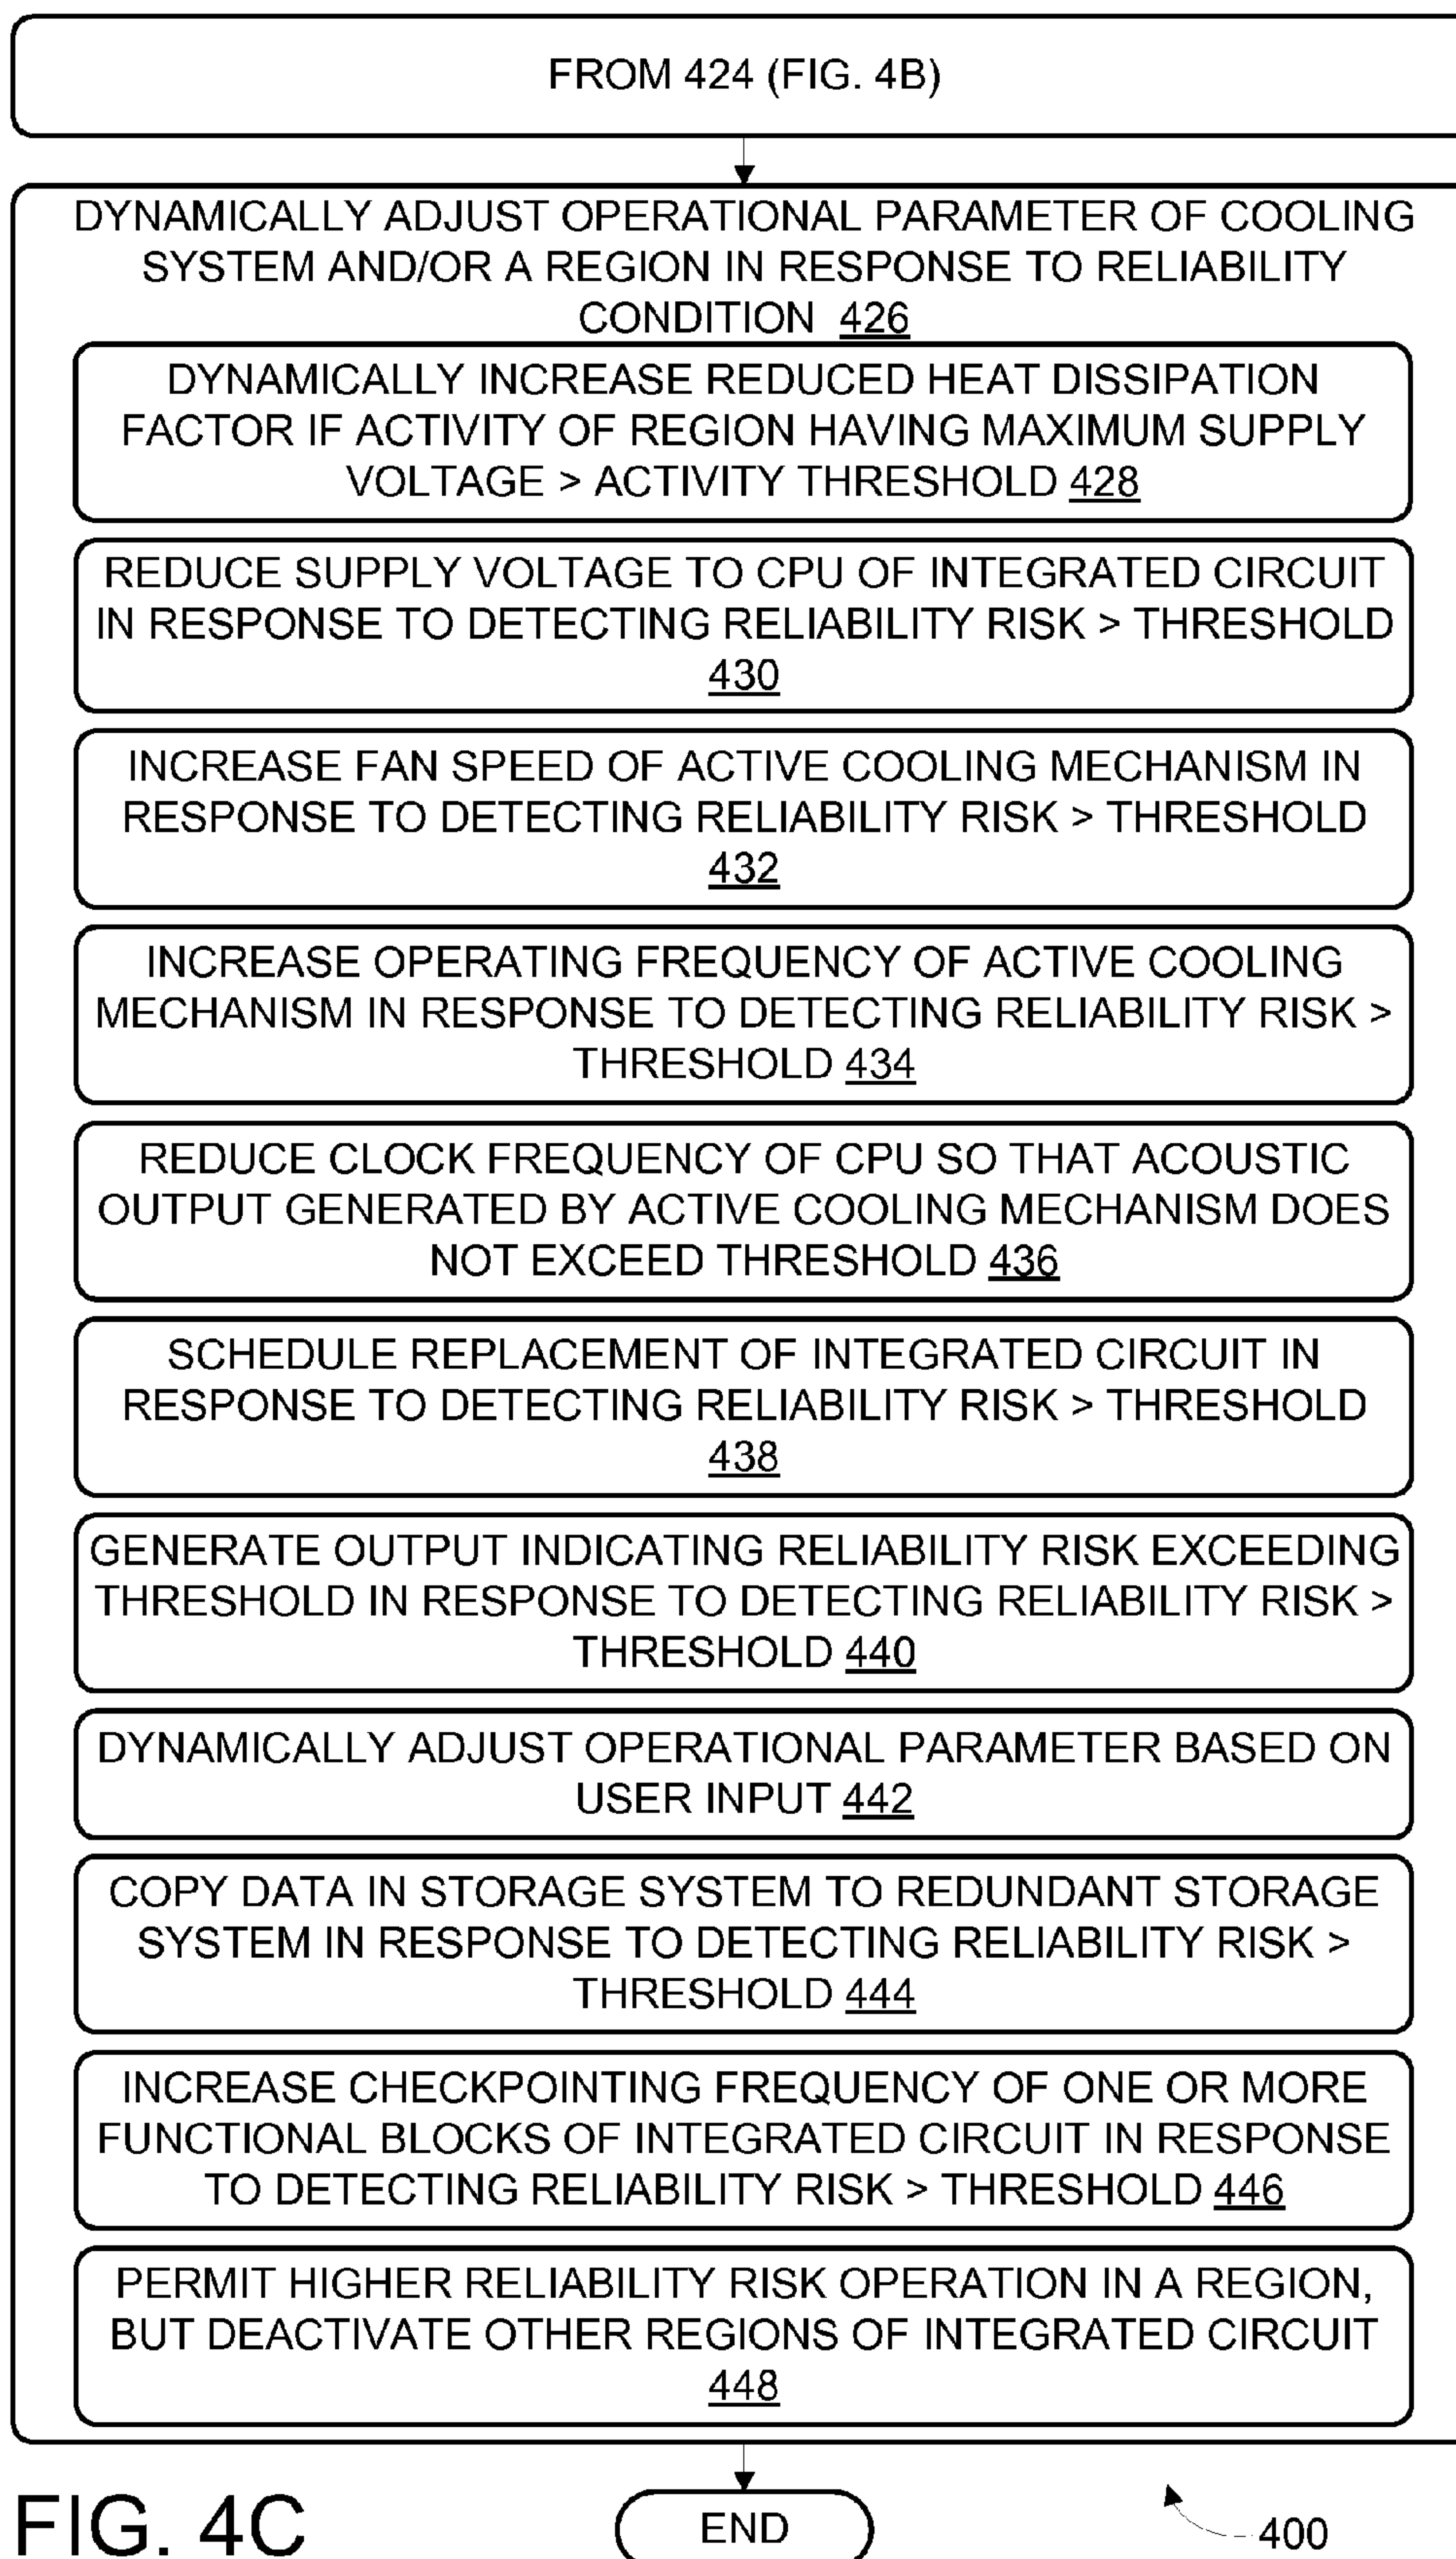 FROM 424 (FIG. 4B)
DYNAMICALLY ADJUST OPERATIONAL PARAMETER OF COOLING
SYSTEM AND/OR A REGION IN RESPONSE TO RELIABILITY
CONDITION 426
DYNAMICALLY INCREASE REDUCED HEAT DISSIPATION
FACTOR IF ACTIVITY OF REGION HAVING MAXIMUM SUPPLY
VOLTAGE > ACTIVITY THRESHOLD 428
REDUCE SUPPLY VOLTAGE TO CPU OF INTEGRATED CIRCUIT
IN RESPONSE TO DETECTING RELIABILITY RISK > THRESHOLD
430
INCREASE FAN SPEED OF ACTIVE COOLING MECHANISM IN
RESPONSE TO DETECTING RELIABILITY RISK > THRESHOLD
432
INCREASE OPERATING FREQUENCY OF ACTIVE COOLING
MECHANISM IN RESPONSE TO DETECTING RELIABILITY RISK >
THRESHOLD 434
REDUCE CLOCK FREQUENCY OF CPU SO THAT ACOUSTIC
OUTPUT GENERATED BY ACTIVE COOLING MECHANISM DOES
NOT EXCEED THRESHOLD 436
SCHEDULE REPLACEMENT OF INTEGRATED CIRCUIT IN
RESPONSE TO DETECTING RELIABILITY RISK > THRESHOLD
438
GENERATE OUTPUT INDICATING RELIABILITY RISK EXCEEDING
THRESHOLD IN RESPONSE TO DETECTING RELIABILITY RISK >
THRESHOLD 440
DYNAMICALLY ADJUST OPERATIONAL PARAMETER BASED ON
USER INPUT 442
COPY DATA IN STORAGE SYSTEM TO REDUNDANT STORAGE
SYSTEM IN RESPONSE TO DETECTING RELIABILITY RISK >
THRESHOLD 444
INCREASE CHECKPOINTING FREQUENCY OF ONE OR MORE
FUNCTIONAL BLOCKS OF INTEGRATED CIRCUIT IN RESPONSE
TO DETECTING RELIABILITY RISK > THRESHOLD 446
PERMIT HIGHER RELIABILITY RISK OPERATION IN A REGION,
BUT DEACTIVATE OTHER REGIONS OF INTEGRATED CIRCUIT
448
END
400
FIG. 4C